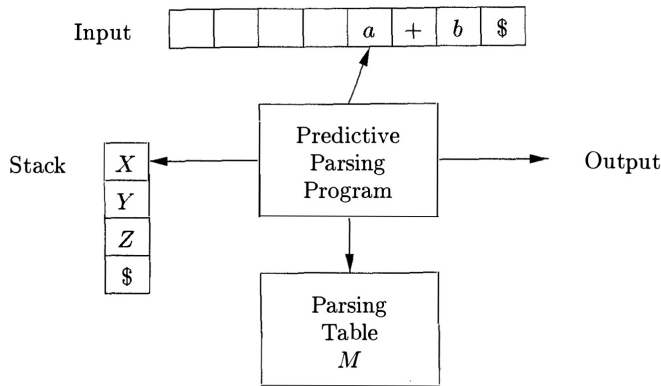 Input a + b $
Predictive
Parsing
Program
Stack
X
Y
Z
$
Output
Parsing
Table
M